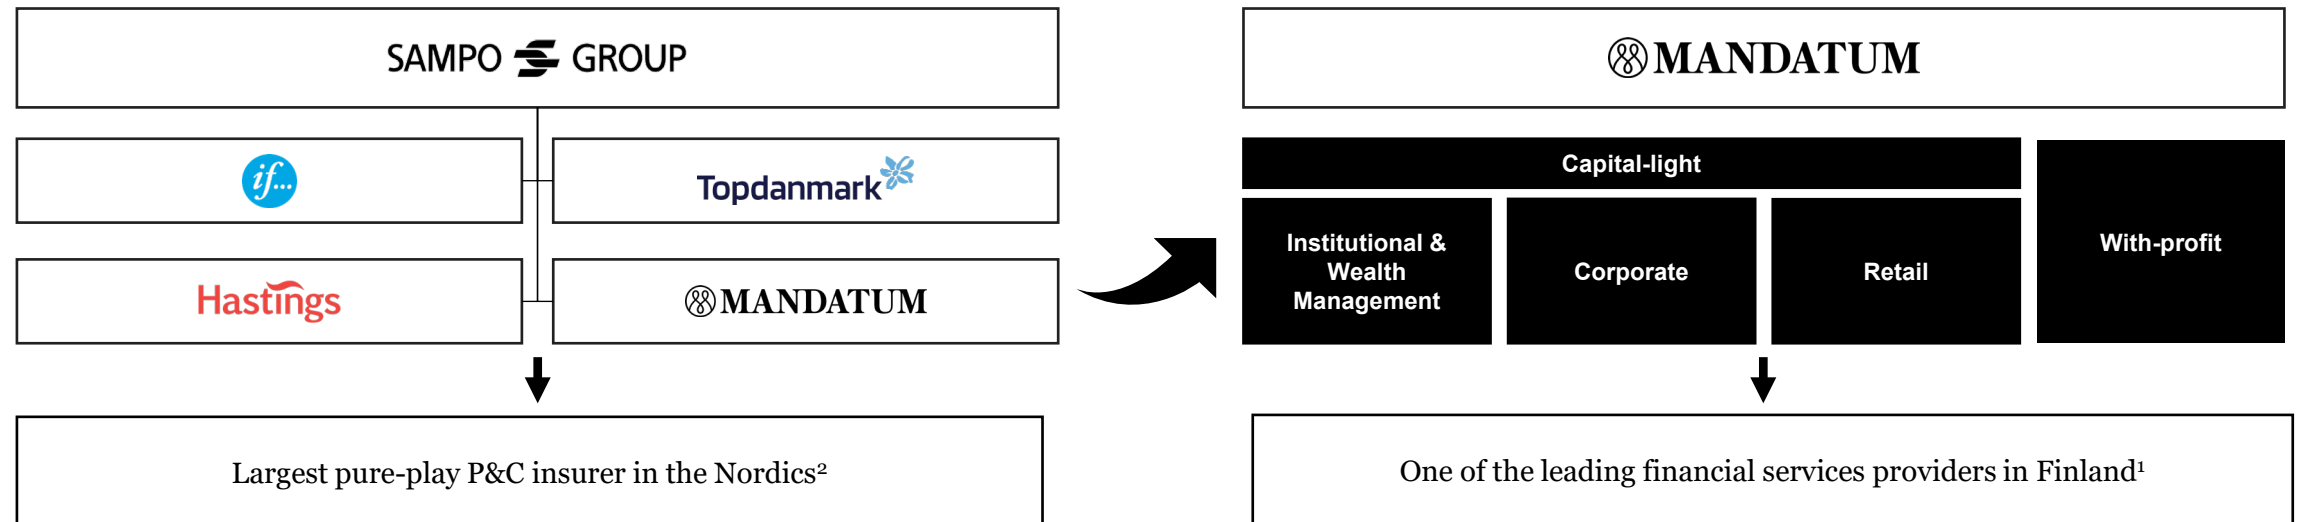 SAMPO GROUP
if...
Topdanmark
Hastings
MANDATUM
Largest pure-play P&C insurer in the Nordics²
MANDATUM
Capital-light
Institutional &
Wealth
Management
Corporate
Retail
With-profit
One of the leading financial services providers in Finland¹